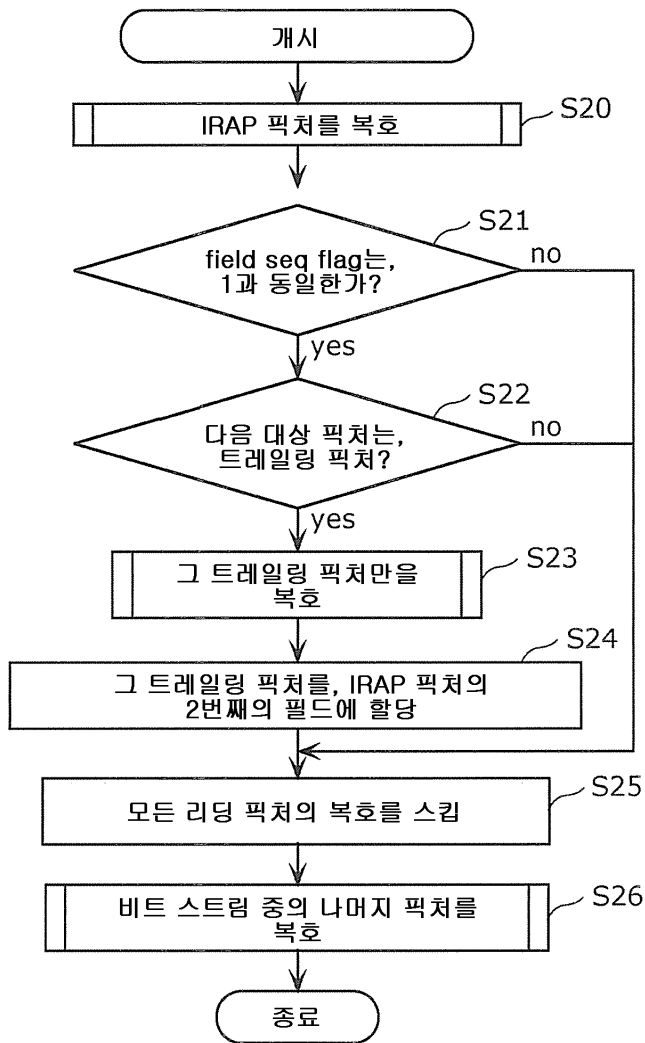 개시
IRAP 픽처를 복호
S20
S21
field seq flag는,
1과 동일한가?
no
yes
S22
다음 대상 픽처는,
트레일링 픽처?
no
yes
S23
그 트레일링 픽처만을
복호
S24
그 트레일링 픽처를, IRAP 픽처의
2번째의 필드에 할당
S25
모든 리딩 픽처의 복호를 스킵
S26
비트 스트림 중의 나머지 픽처를
복호
종료